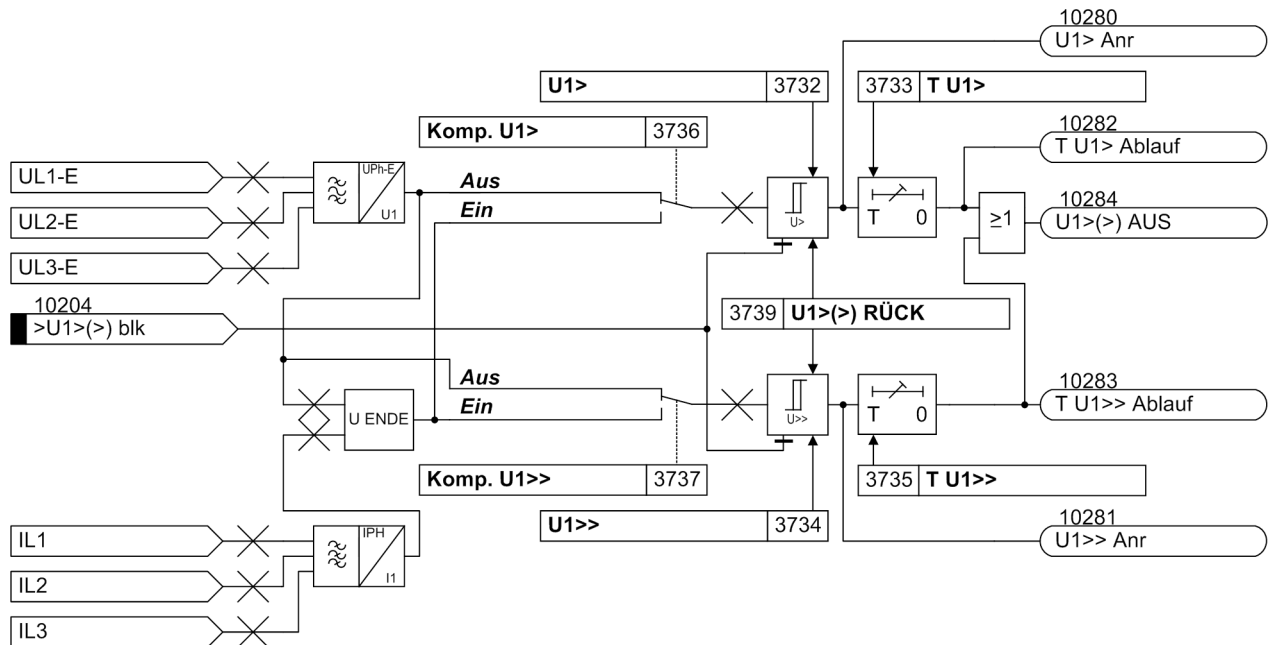 10280
U1> Anr
U1> 3732
3733 T U1>
Komp. U1> 3736
10282
T U1> Ablauf
UL1-E
UPh-E
U1
Aus
Ein
U>
T 0
≥1
10284
U1>(>) AUS
UL2-E
UL3-E
10204
>U1>(>) blk
3739 U1>(>) RÜCK
Aus
Ein
U ENDE
U>>
T 0
10283
T U1>> Ablauf
Komp. U1>> 3737
3735 T U1>>
U1>> 3734
10281
U1>> Anr
IL1
IPH
I1
IL2
IL3